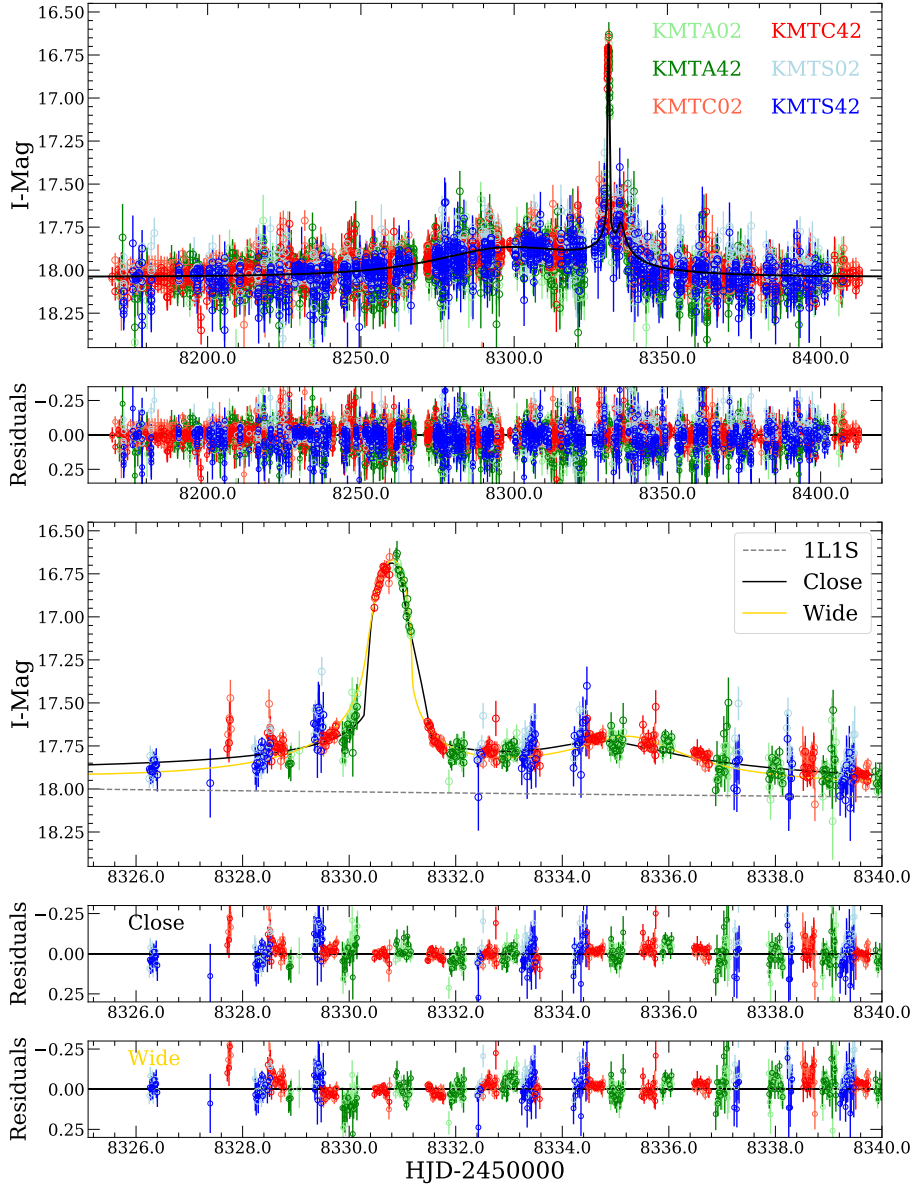 16.50
16.75
17.00
17.25
17.50
17.75
18.00
18.25
I-Mag
KMTA02 KMTC42
KMTA42 KMTS02
KMTC02 KMTS42
8200.0 8250.0 8300.0 8350.0 8400.0
−0.25
0.00
0.25
Residuals
8200.0 8250.0 8300.0 8350.0 8400.0
16.50
16.75
17.00
17.25
17.50
17.75
18.00
18.25
I-Mag
1L1S
Close
Wide
8326.0 8328.0 8330.0 8332.0 8334.0 8336.0 8338.0 8340.0
−0.25
0.00
0.25
Residuals
Close
8326.0 8328.0 8330.0 8332.0 8334.0 8336.0 8338.0 8340.0
−0.25
0.00
0.25
Residuals
Wide
8326.0 8328.0 8330.0 8332.0 8334.0 8336.0 8338.0 8340.0
HJD-2450000